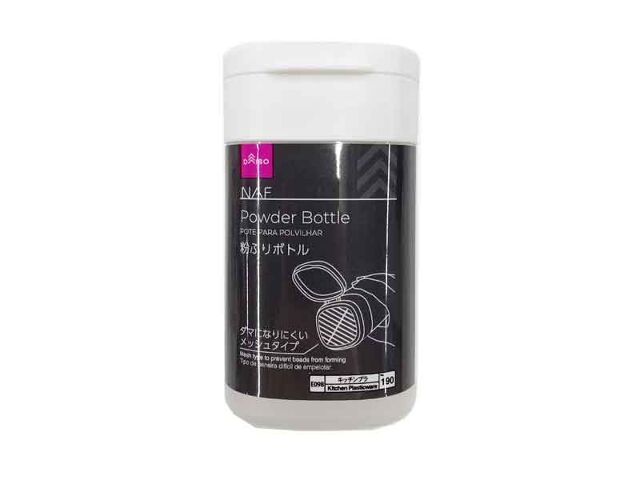 DAISO
NAF
Powder Bottle
POTE PARA POLVILHAR
粉ふりボトル
ダマになりにくい
メッシュタイプ
Mesh type to prevent beads from forming
Tipo de peneira difícil de empelotar.
E098 キッチンプラ Kitchen Plasticware 190